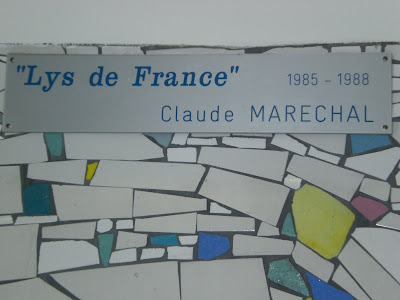 "Lys de France" 1985 - 1988
Claude MARECHAL